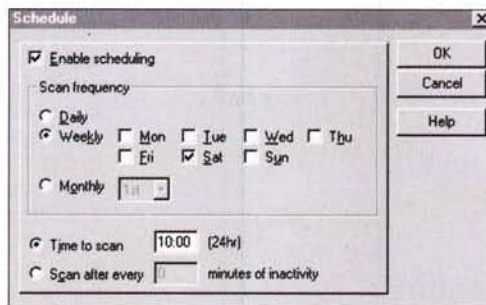 Schedule
Enable scheduling
OK
Cancel
Help
Scan frequency
Daily
Weekly Mon Tue Wed Thu
Fri Sat Sun
Monthly 1st
Time to scan 10:00 (24hr)
Scan after every 0 minutes of inactivity